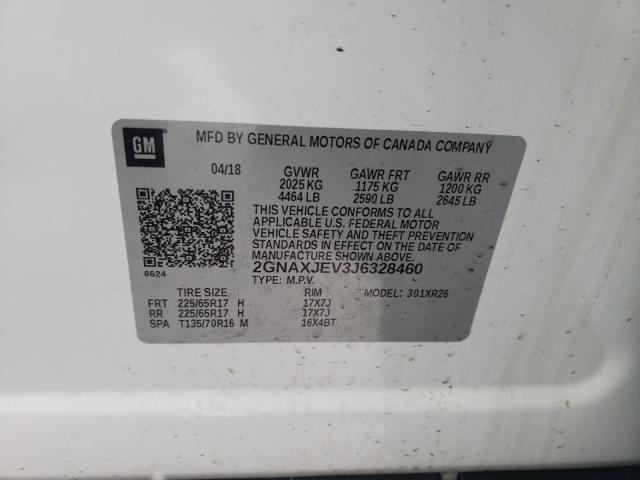 GM
MFD BY GENERAL MOTORS OF CANADA COMPANY
04/18 GVWR GAWR FRT GAWR RR
2025 KG 1175 KG 1200 KG
4464 LB 2590 LB 2645 LB
THIS VEHICLE CONFORMS TO ALL
APPLICABLE U.S. FEDERAL MOTOR
VEHICLE SAFETY AND THEFT PREVENTION
STANDARDS IN EFFECT ON THE DATE OF
MANUFACTURE SHOWN ABOVE.
2GNAXJEV3J6328460
8624 TYPE: M.P.V.
TIRE SIZE RIM MODEL: 301XR26
FRT 225/65R17 H 17X7J
RR 225/65R17 H 17X7J
SPA T135/70R16 M 16X4BT